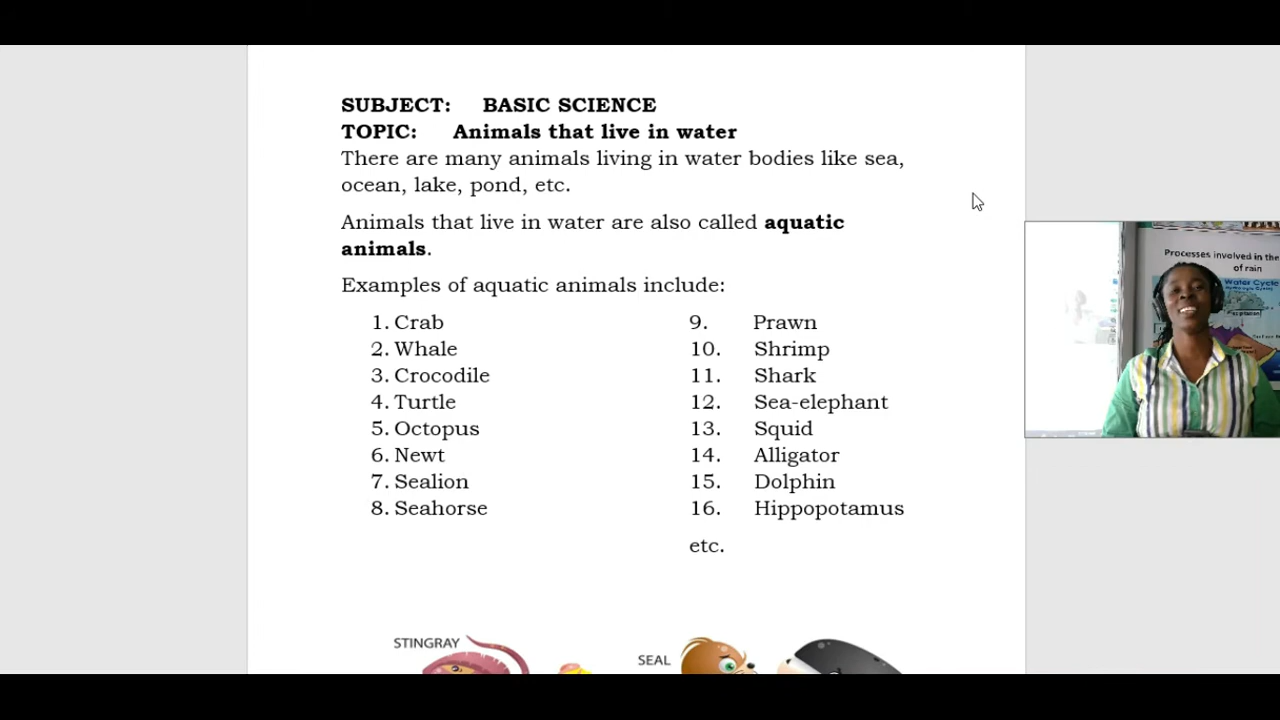 SUBJECT: BASIC SCIENCE
TOPIC: Animals that live in water
There are many animals living in water bodies like sea,
ocean, lake, pond, etc.
Animals that live in water are also called aquatic
animals.
Examples of aquatic animals include:
1. Crab
2. Whale
3. Crocodile
4. Turtle
5. Octopus
6. Newt
7. Sealion
8. Seahorse
9. Prawn
10. Shrimp
11. Shark
12. Sea-elephant
13. Squid
14. Alligator
15. Dolphin
16. Hippopotamus
etc.
STINGRAY
SEAL
Processes involved in the
of rain
Water Cycle